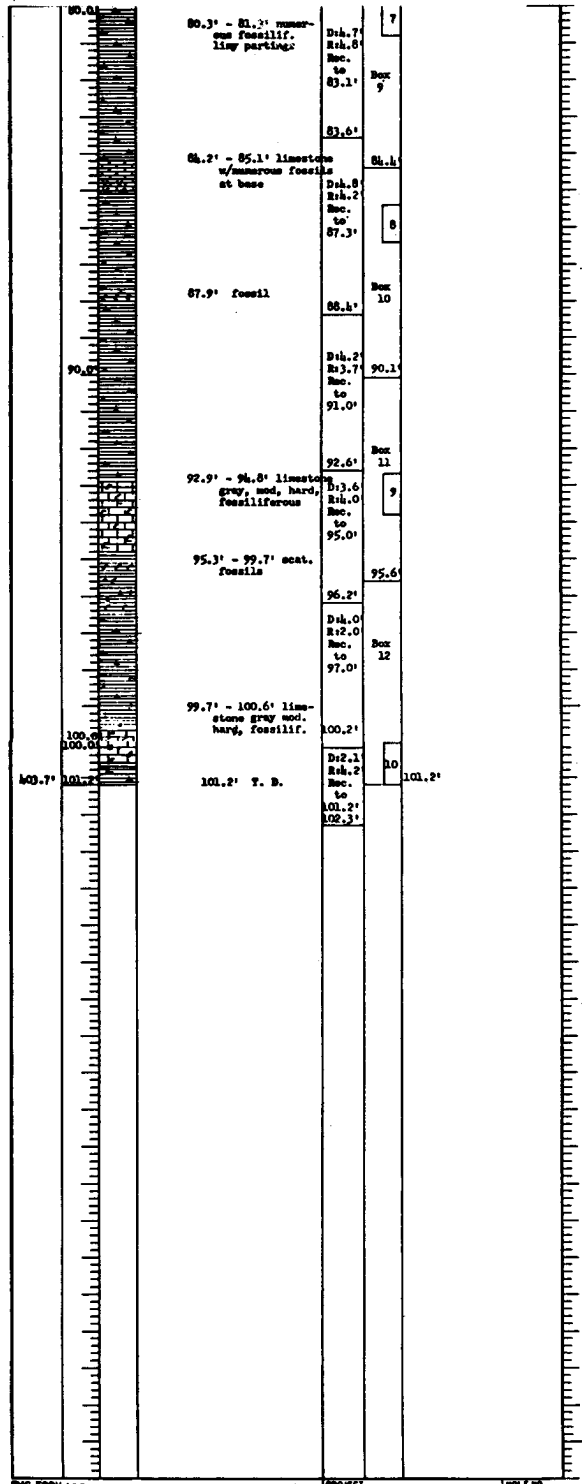 80.0'
80.3' - 81.3' numer-
ous fossilif.
limy partings
D:4.7'
R:4.8'
Rec.
to
83.1'
7
Box
9
83.6'
84.2' - 85.1' limestone
w/numerous fossils
at base
84.4'
D:4.8'
R:4.2'
Rec.
to
87.3'
8
87.9' fossil
Box
10
88.4'
90.0'
D:4.2'
R:3.7'
Rec.
to
91.0'
90.1'
92.6'
Box
11
92.9' - 94.8' limestone
gray, mod, hard,
fossiliferous
D:3.6'
R:4.0'
Rec.
to
95.0'
9
95.3' - 99.7' scat.
fossils
95.6'
96.2'
D:4.0'
R:2.0'
Rec.
to
97.0'
Box
12
99.7' - 100.6' lime-
stone gray mod.
hard, fossilif.
100.2'
100.0'
D:2.1'
R:4.2'
Rec.
to
101.2'
102.3'
10
403.7'
101.2'
101.2' T. D.
101.2'